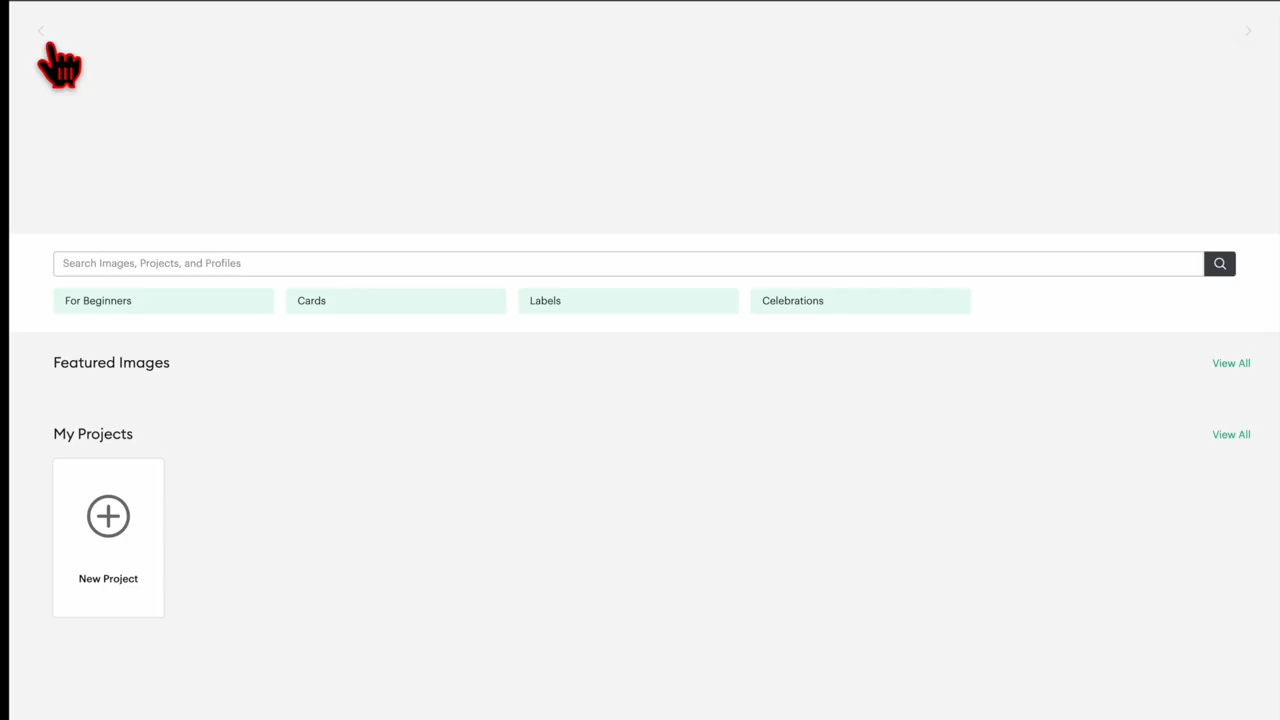 Search Images, Projects, and Profiles
For Beginners
Cards
Labels
Celebrations
Featured Images
View All
My Projects
View All
New Project